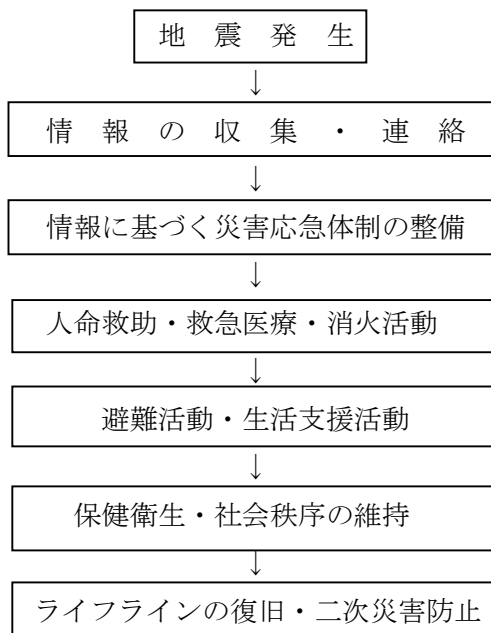 地震発生
↓
情報の収集・連絡
↓
情報に基づく災害応急体制の整備
↓
人命救助・救急医療・消火活動
↓
避難活動・生活支援活動
↓
保健衛生・社会秩序の維持
↓
ライフラインの復旧・二次災害防止